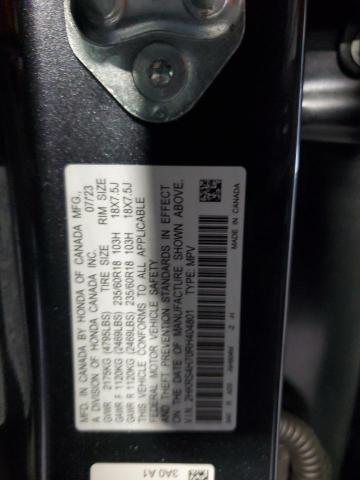 MFD. IN CANADA BY HONDA OF CANADA MFG.,
A DIVISION OF HONDA CANADA INC. 07/23
TIRE SIZE RIM SIZE
GVWR 2175KG (4795LBS)
GAWR F 1120KG (2469LBS) 235/60R18 103H 18X7.5J
GAWR R 1120KG (2469LBS) 235/60R18 103H 18X7.5J
THIS VEHICLE CONFORMS TO ALL APPLICABLE
FEDERAL MOTOR VEHICLE SAFETY
AND THEFT PREVENTION STANDARDS IN EFFECT
ON THE DATE OF MANUFACTURE SHOWN ABOVE.
V.I.N. 2HKRS4H70RH404801 TYPE: MPV
MADE IN CANADA
3A0 A1